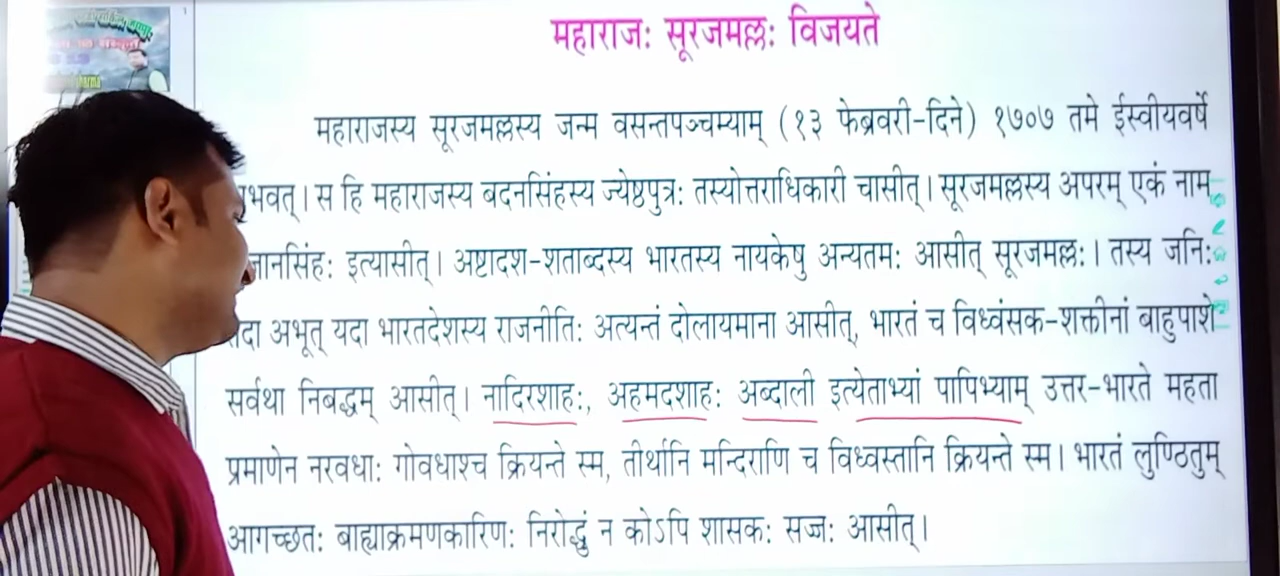 महाराजः सूरजमल्लः विजयते
महाराजस्य सूरजमल्लस्य जन्म वसन्तपञ्चम्याम् (१३ फेब्रवरी-दिने) १७०७ तमे ईस्वीयवर्षे
भवत्। स हि महाराजस्य बदनसिंहस्य ज्येष्ठपुत्रः तस्योत्तराधिकारी चासीत्। सूरजमल्लस्य अपरम् एकं नाम
जानसिंहः इत्यासीत्। अष्टादश-शताब्दस्य भारतस्य नायकेषु अन्यतमः आसीत् सूरजमल्लः। तस्य जनिः
दा अभूत् यदा भारतदेशस्य राजनीतिः अत्यन्तं दोलायमाना आसीत्, भारतं च विध्वंसक-शक्तीनां बाहुपाशे
सर्वथा निबद्धम् आसीत्। नादिरशाहः, अहमदशाहः अब्दाली इत्येताभ्यां पापिभ्याम् उत्तर-भारते महता
प्रमाणेन नरवधाः गोवधाश्च क्रियन्ते स्म, तीर्थानि मन्दिराणि च विध्वस्तानि क्रियन्ते स्म। भारतं लुण्ठितुम्
आगच्छतः बाह्याक्रमणकारिणः निरोद्धुं न कोऽपि शासकः सज्जः आसीत्।